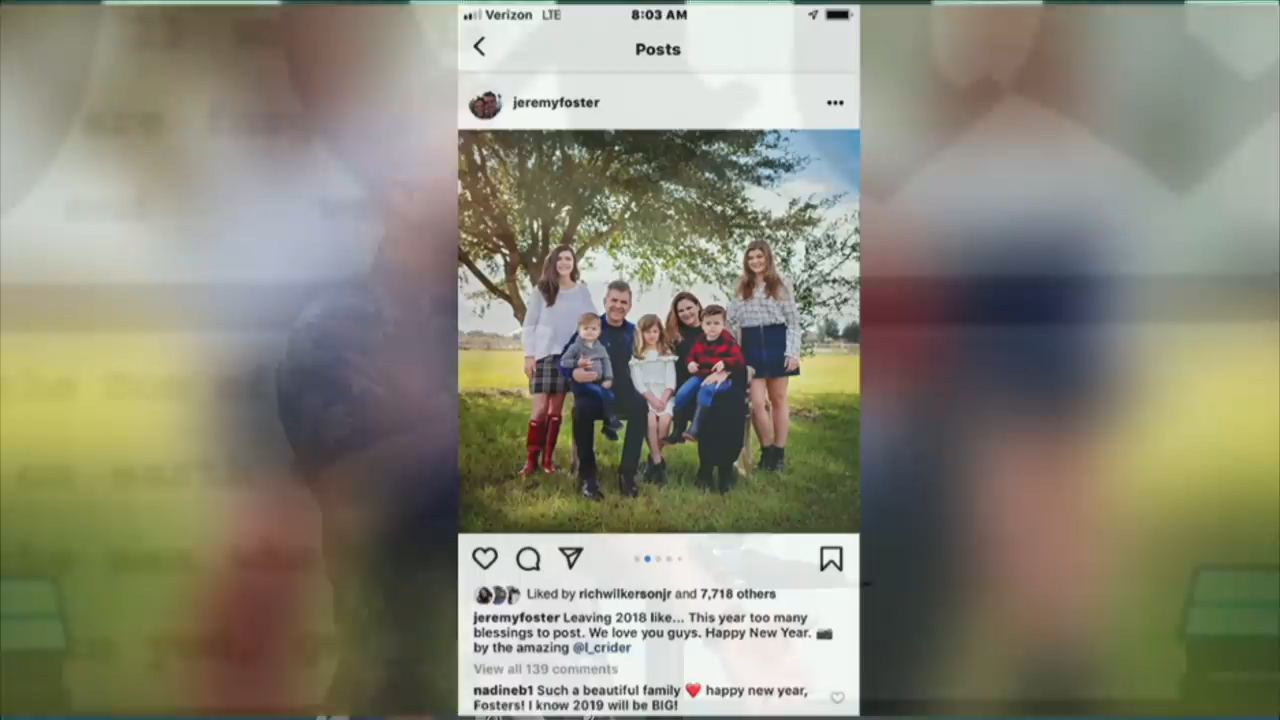 Verizon LTE 8:03 AM
Posts
jeremyfoster
Liked by richwilkersonjr and 7,718 others
jeremyfoster Leaving 2018 like... This year too many
blessings to post. We love you guys. Happy New Year.
by the amazing @l_crider
View all 139 comments
nadineb1 Such a beautiful family ❤️ happy new year,
Fosters! I know 2019 will be BIG!